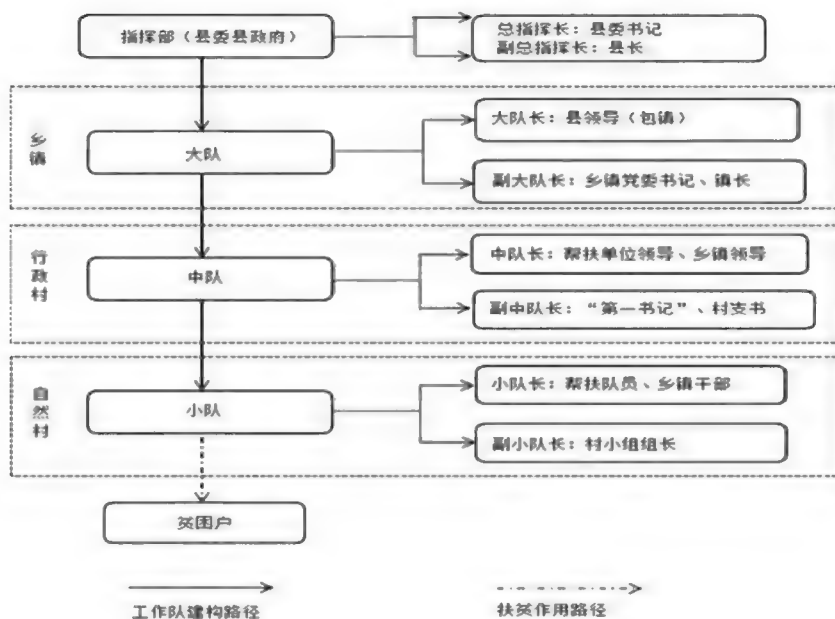 指挥部（县委县政府）
总指挥长：县委书记
副总指挥长：县长
乡镇
大队
大队长：县领导（包镇）
副大队长：乡镇党委书记、镇长
行政村
中队
中队长：帮扶单位领导、乡镇领导
副中队长：“第一书记”、村支书
自然村
小队
小队长：帮扶队员、乡镇干部
副小队长：村小组组长
贫困户
工作队建构路径
扶贫作用路径